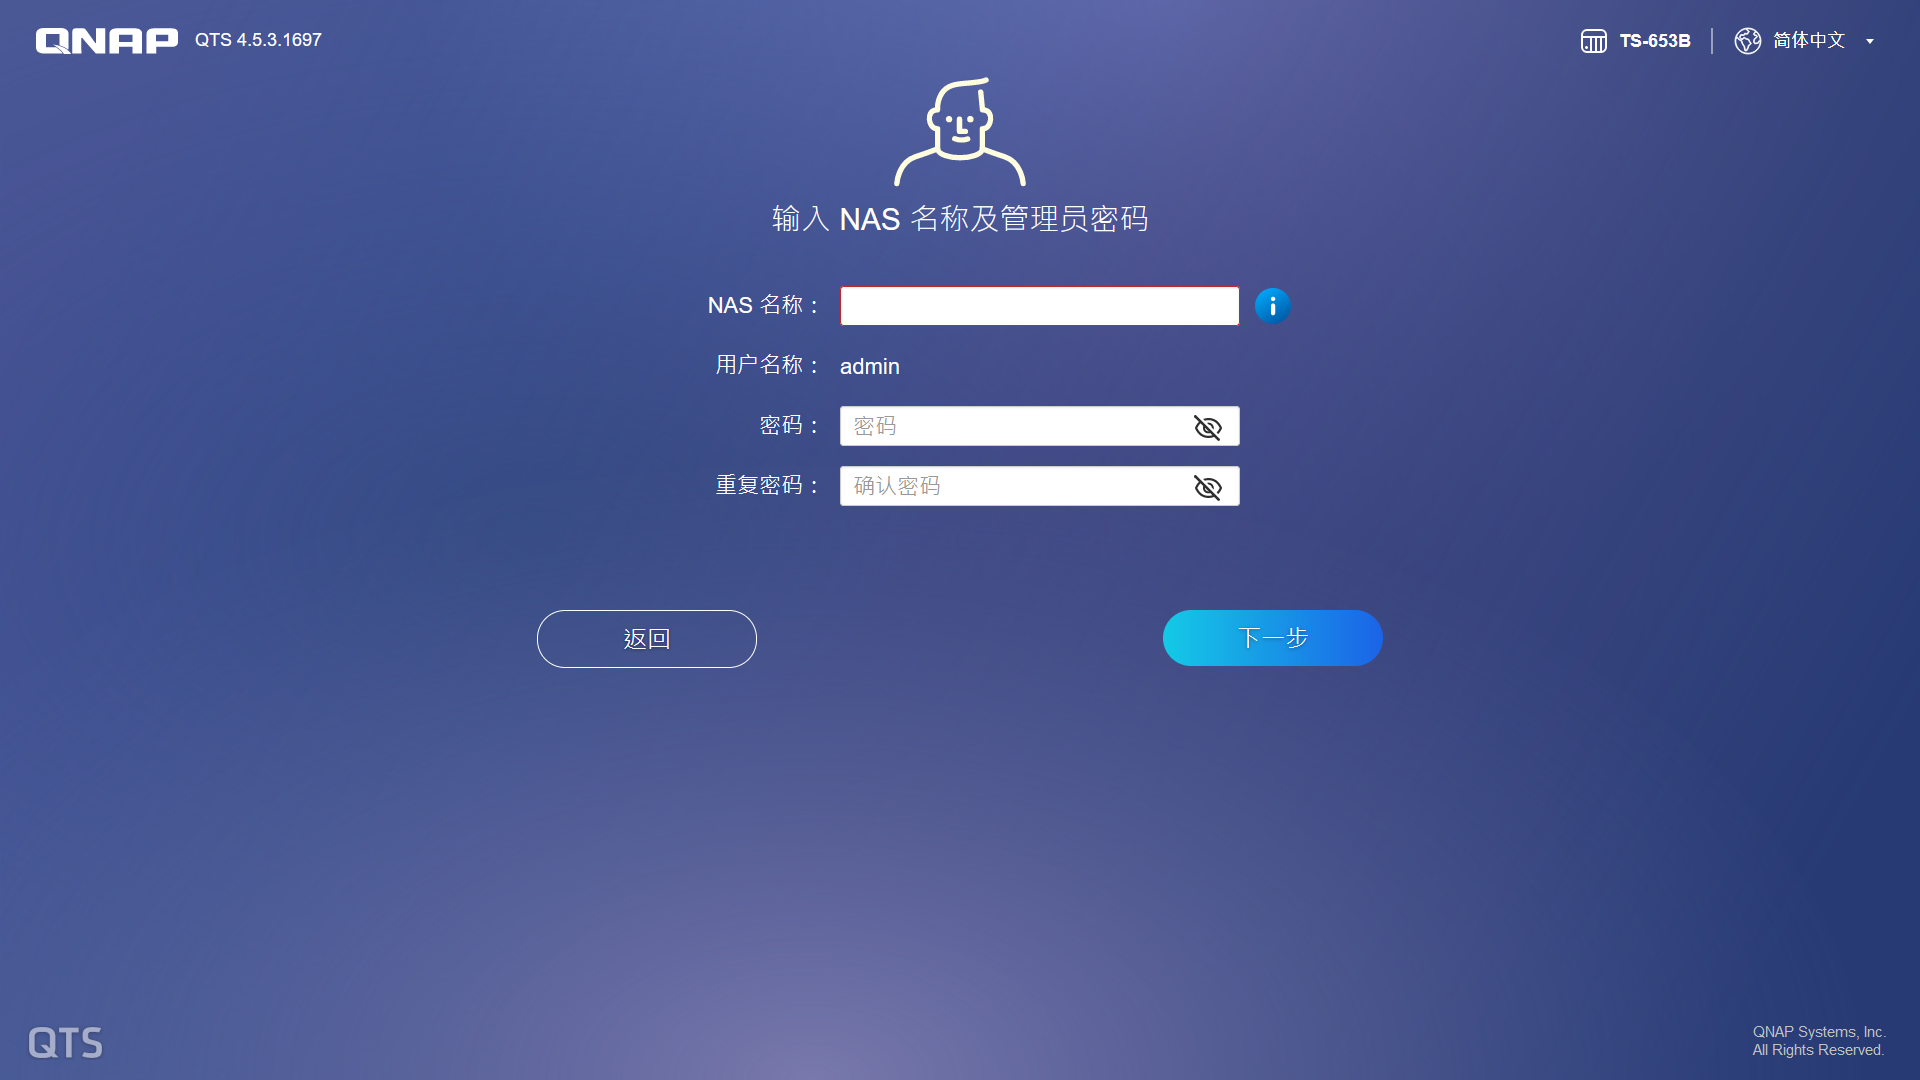 QNAP QTS 4.5.3.1697
TS-653B
简体中文
输入 NAS 名称及管理员密码
NAS 名称：
用户名称： admin
密码： 密码
重复密码： 确认密码
返回
下一步
QTS
QNAP Systems, Inc.
All Rights Reserved.